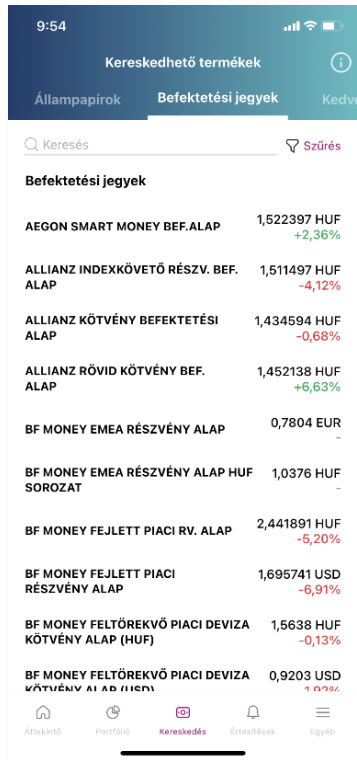 9:54
Kereskedhető termékek
Állampapírok Befektetési jegyek Kedve
Keresés Szűrés
Befektetési jegyek
AEGON SMART MONEY BEF.ALAP 1,522397 HUF
+2,36%
ALLIANZ INDEXKÖVETŐ RÉSZV. BEF. 1,511497 HUF
ALAP -4,12%
ALLIANZ KÖTVÉNY BEFEKTETÉSI 1,434594 HUF
ALAP -0,68%
ALLIANZ RÖVID KÖTVÉNY BEF. 1,452138 HUF
ALAP +6,63%
BF MONEY EMEA RÉSZVÉNY ALAP 0,7804 EUR
-
BF MONEY EMEA RÉSZVÉNY ALAP HUF 1,0376 HUF
SOROZAT -
BF MONEY FEJLETT PIACI RV. ALAP 2,441891 HUF
-5,20%
BF MONEY FEJLETT PIACI 1,695741 USD
RÉSZVÉNY ALAP -6,91%
BF MONEY FELTÖREKVŐ PIACI DEVIZA 1,5638 HUF
KÖTVÉNY ALAP (HUF) -0,13%
BF MONEY FELTÖREKVŐ PIACI DEVIZA 0,9203 USD
KÖTVÉNY ALAP (USD) 1,92%
Áttekintő Portfólió Kereskedés Értesítések Egyéb